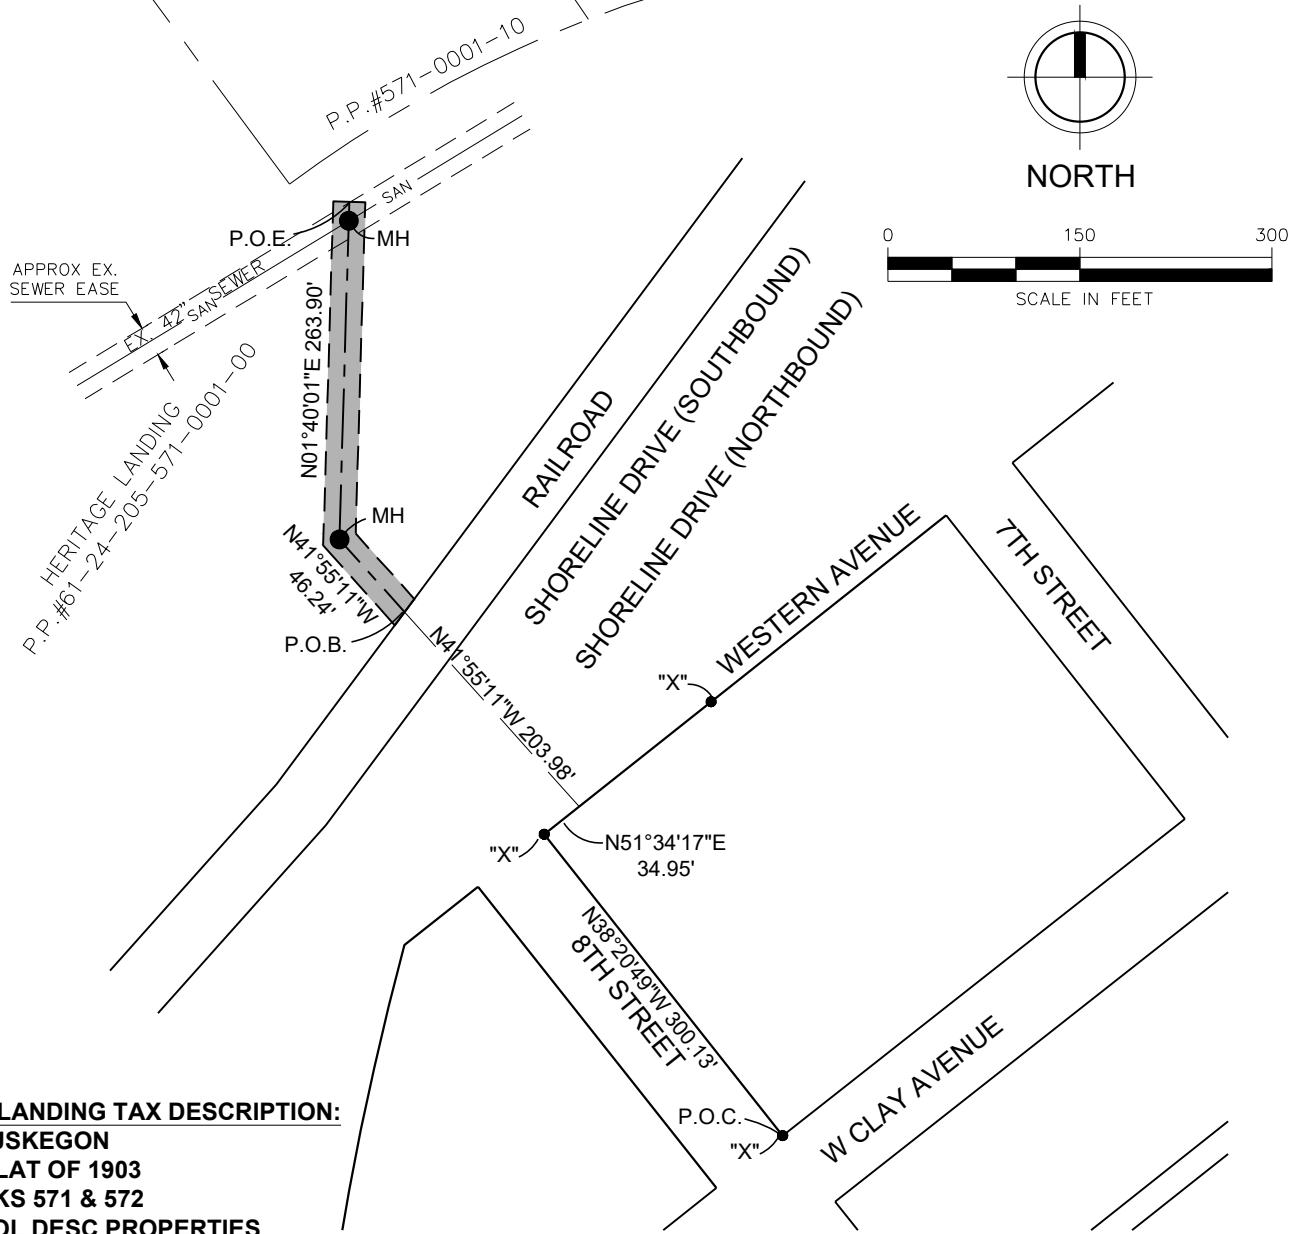 P.P.#571-0001-10
NORTH
0 150 300
SCALE IN FEET
SAN
P.O.E.
MH
APPROX EX.
SEWER EASE
EX. 42" SEWER
SAN
N01°40'01"E 263.90'
HERITAGE LANDING
P.P.#61-24-205-571-0001-00
RAILROAD
SHORELINE DRIVE (SOUTHBOUND)
SHORELINE DRIVE (NORTHBOUND)
MH
N41°55'11"W
46.24'
P.O.B.
N41°55'11"W 203.98'
WESTERN AVENUE
7TH STREET
"X"
"X"
N51°34'17"E
34.95'
N38°20'49"W 300.13'
8TH STREET
P.O.C.
"X"
W CLAY AVENUE
LANDING TAX DESCRIPTION:
USKEGON
LAT OF 1903
KS 571 & 572
OL DESC PROPERTIES